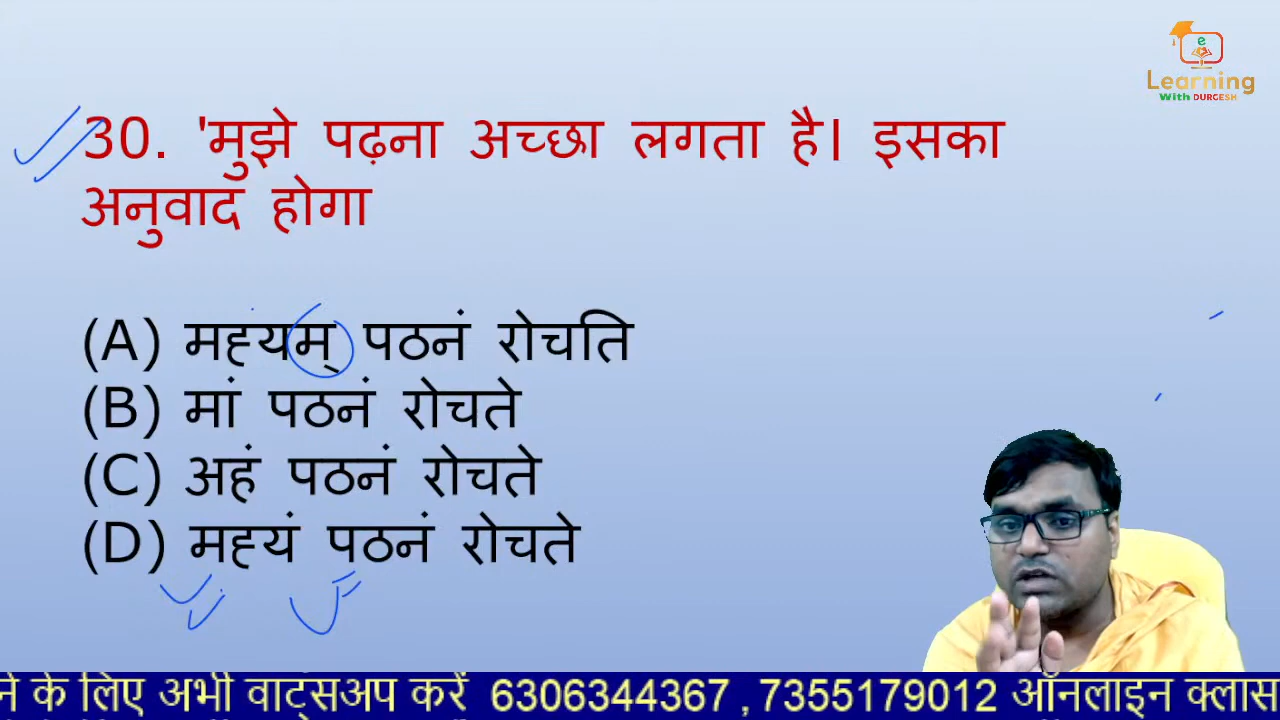 e
Learning
With DURGESH
30. 'मुझे पढ़ना अच्छा लगता है। इसका
अनुवाद होगा
(A) मह्यम् पठनं रोचति
(B) मां पठनं रोचते
(C) अहं पठनं रोचते
(D) मह्यं पठनं रोचते
ने के लिए अभी वाट्सअप करें 6306344367 ,7355179012 ऑनलाइन क्लास